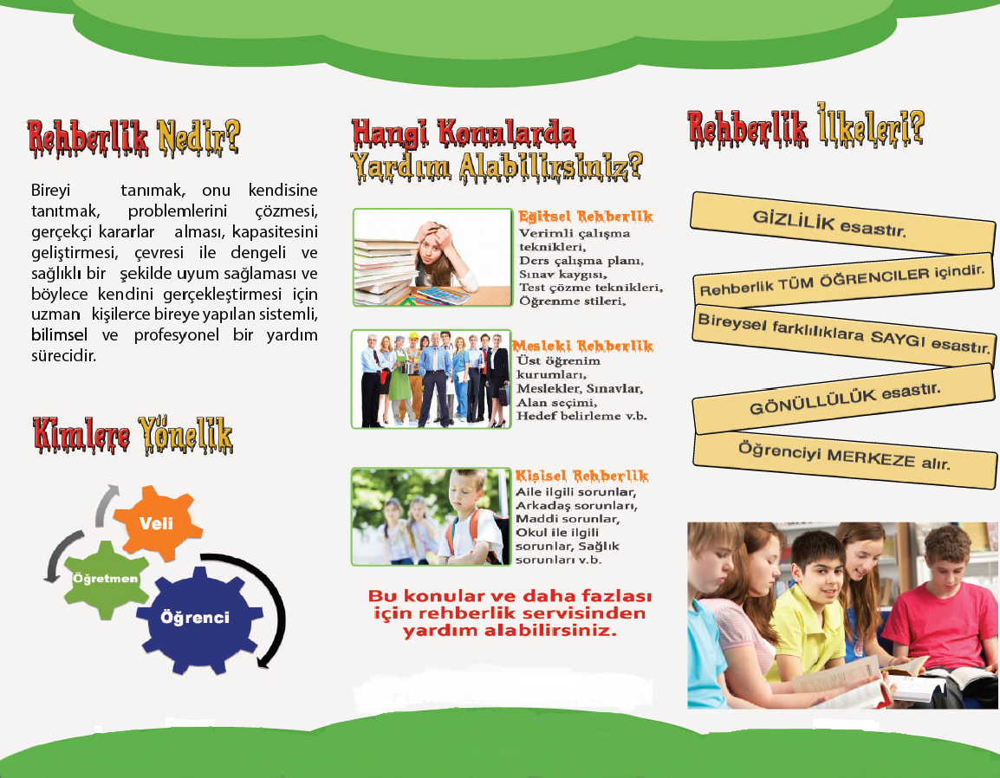 Rehberlik Nedir?
Bireyi tanımak, onu kendisine
tanıtmak, problemlerini çözmesi,
gerçekçi kararlar alması, kapasitesini
geliştirmesi, çevresi ile dengeli ve
sağlıklı bir şekilde uyum sağlaması ve
böylece kendini gerçekleştirmesi için
uzman kişilerce bireye yapılan sistemli,
bilimsel ve profesyonel bir yardım
sürecidir.
Kimlere Yönelik
Veli
Öğretmen
Öğrenci
Hangi Konularda
Yardım Alabilirsiniz?
Eğitsel Rehberlik
Verimli çalışma
teknikleri,
Ders çalışma planı,
Sınav kaygısı,
Test çözme teknikleri,
Öğrenme stileri,
Mesleki Rehberlik
Üst öğrenim
kurumları,
Meslekler, Sınavlar,
Alan seçimi,
Hedef belirleme v.b.
Kişisel Rehberlik
Aile ilgili sorunlar,
Arkadaş sorunları,
Maddi sorunlar,
Okul ile ilgili
sorunlar, Sağlık
sorunları v.b.
Bu konular ve daha fazlası
için rehberlik servisinden
yardım alabilirsiniz.
Rehberlik İlkeleri?
GİZLİLİK esastır.
Rehberlik TÜM ÖĞRENCILER içindir.
Bireysel farklılıklara SAYGI esastır.
GÖNÜLLÜLÜK esastır.
Öğrenciyi MERKEZE alır.